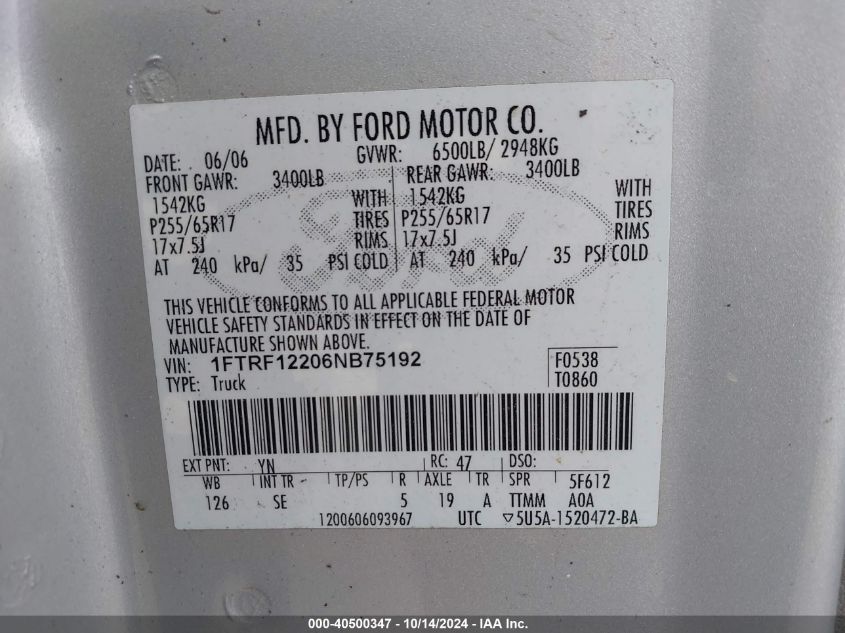 MFD. BY FORD MOTOR CO.
DATE: 06/06 GVWR: 6500LB/ 2948KG
FRONT GAWR: 3400LB REAR GAWR: 3400LB
1542KG WITH 1542KG WITH
P255/65R17 TIRES P255/65R17 TIRES
17x7.5J RIMS 17x7.5J RIMS
AT 240 kPa/ 35 PSI COLD AT 240 kPa/ 35 PSI COLD
Ford
THIS VEHICLE CONFORMS TO ALL APPLICABLE FEDERAL MOTOR
VEHICLE SAFETY STANDARDS IN EFFECT ON THE DATE OF
MANUFACTURE SHOWN ABOVE.
VIN: 1FTRF12206NB75192 F0538
TYPE: Truck T0860
EXT PNT: YN RC: 47 DSO:
WB INT TR TP/PS R AXLE TR SPR 5F612
126 SE 5 19 A TTMM A0A
1200606093967 UTC ▽5U5A-1520472-BA
000-40500347 - 10/14/2024 - IAA Inc.